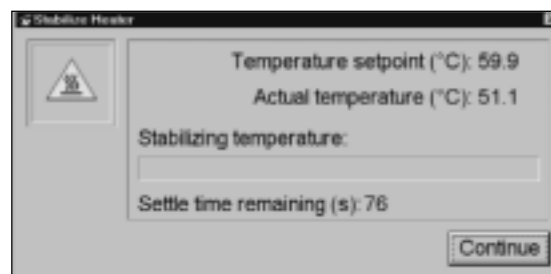 Stabilize Heater
Temperature setpoint (°C): 59.9
Actual temperature (°C): 51.1
Stabilizing temperature:
Settle time remaining (s): 76
Continue